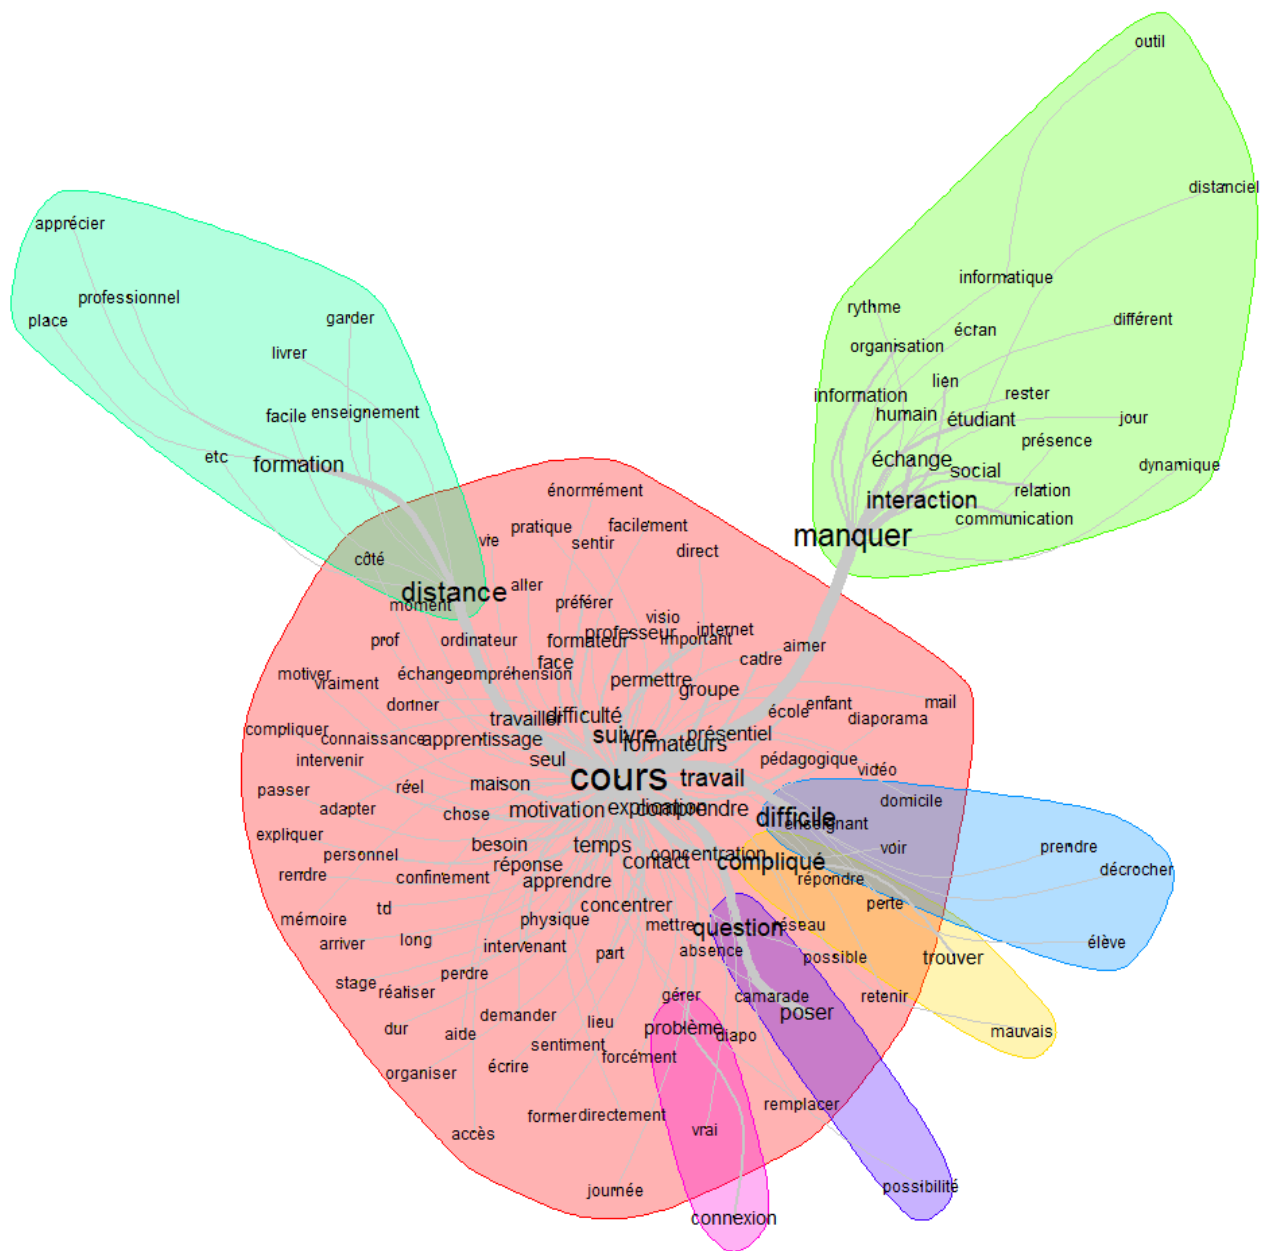 outil
distanciel
apprécier
informatique
professionnel
rythme
place
garder
différent
écran
organisation
livrer
lien
information
rester
humain
facile
enseignement
étudiant
jour
présence
etc
formation
échange
social
dynamique
énormément
relation
interaction
communication
pratique
facilement
manquer
vie
sentir
direct
côté
distance
aller
moment
préférer
visio
professeur
internet
prof
ordinateur
formateur
important
aimer
face
cadre
motiver
vraiment
échanger
compréhension
permettre
groupe
donner
mail
école
enfant
travailler
difficulté
diaporama
compliquer
connaissance
apprentissage
suivre
formateurs
présentiel
intervenir
seul
pédagogique
vidéo
passer
réel
maison
cours
travail
domicile
adapter
chose
motivation
explication
comprendre
difficile
enseignant
expliquer
besoin
temps
voir
prendre
personnel
réponse
contact
concentration
compliqué
décrocher
rendre
confinement
apprendre
répondre
td
concentrer
perte
mémoire
physique
mettre
question
réseau
arriver
long
intervenant
part
absence
possible
trouver
élève
stage
réaliser
perdre
gérer
camarade
retenir
poser
dur
aide
demander
lieu
problème
diapo
mauvais
sentiment
forcément
organiser
écrire
former
directement
remplacer
accès
vrai
journée
possibilité
connexion